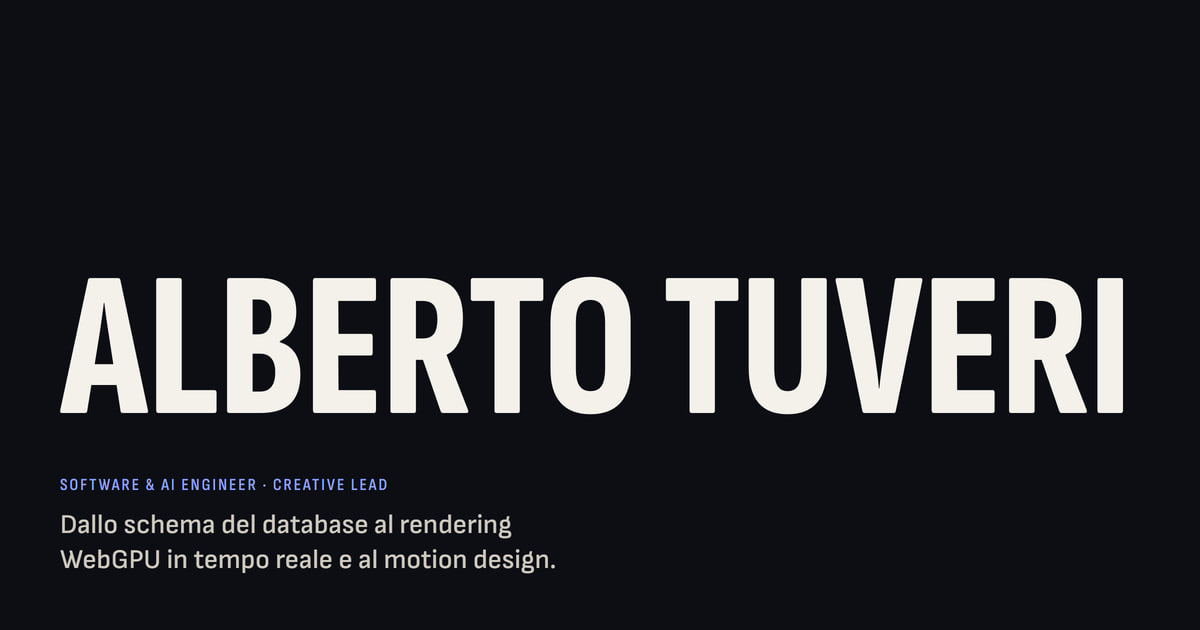 ALBERTO TUVERI
SOFTWARE & AI ENGINEER · CREATIVE LEAD
Dallo schema del database al rendering
WebGPU in tempo reale e al motion design.